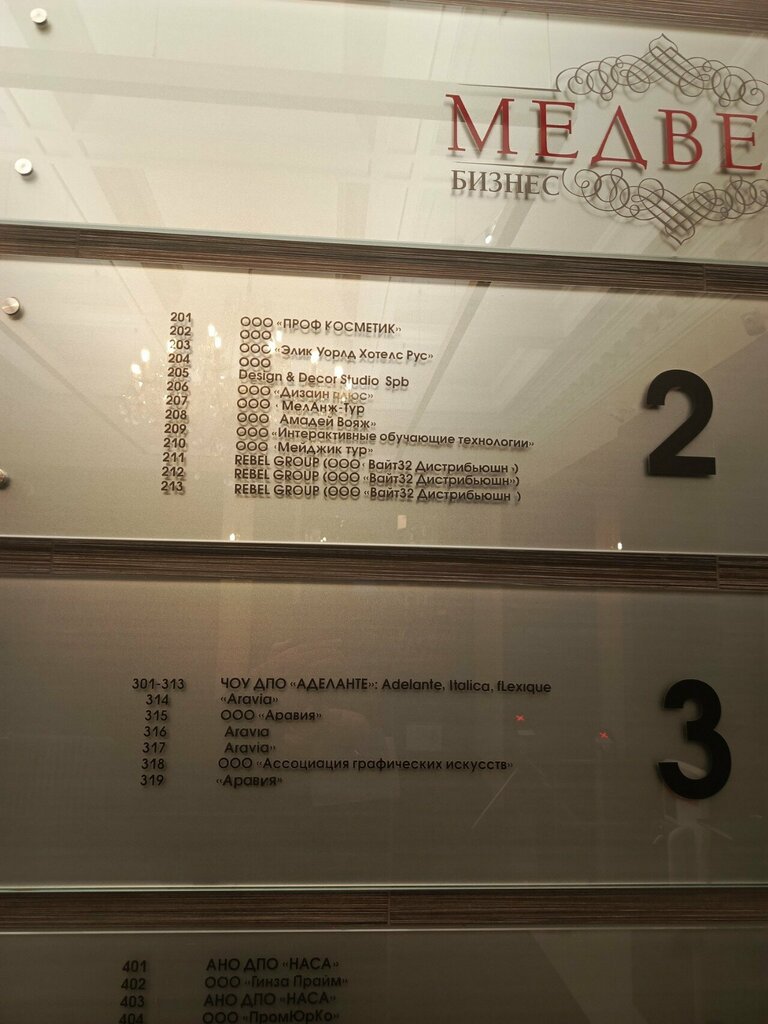 МЕДВЕ
БИЗНЕС
2
201 ООО «ПРОФ КОСМЕТИК»
202 ООО
203 ООО «Элик Уорлд Хотелс Рус»
204 ООО
205 Design & Decor Studio Spb
206 ООО «Дизайн плюс»
207 ООО МелАнж-Тур
208 ООО Амадей Вояж»
209 ООО «Интерактивные обучающие технологии»
210 ООО Мейджик тур»
211 REBEL GROUP (ООО Вайт32 Дистрибьюшн )
212 REBEL GROUP (ООО «Вайт32 Дистрибьюшн»)
213 REBEL GROUP (ООО «Вайт32 Дистрибьюшн )
3
301-313 ЧОУ ДПО «АДЕЛАНТЕ»: Adelante, Italica, fLexique
314 «Aravia»
315 ООО «Аравия»
316 Aravia
317 Aravia»
318 ООО «Ассоциация графических искусств»
319 «Аравия»
401 АНО ДПО «НАСА»
402 ООО «Гинза Прайм»
403 АНО ДПО «НАСА»
404 ООО «ПромЮрКо»